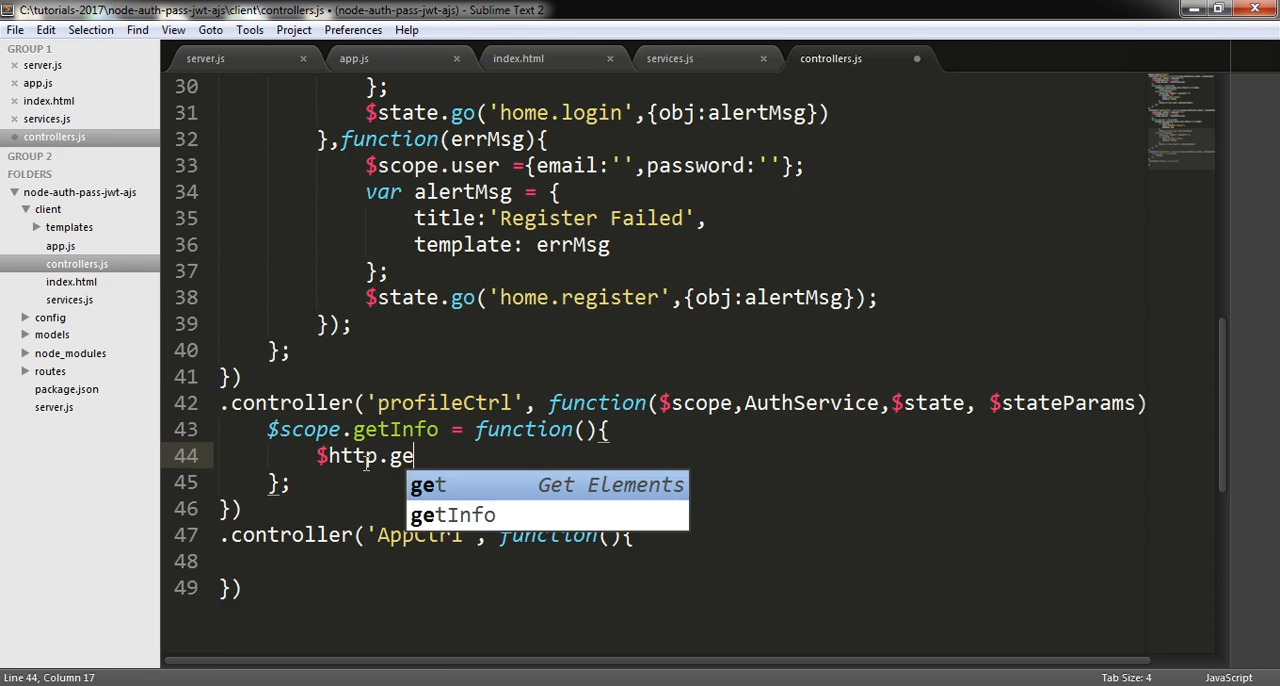 C:\tutorials-2017\node-auth-pass-jwt-ajs\client\controllers.js • (node-auth-pass-jwt-ajs) - Sublime Text 2
File Edit Selection Find View Goto Tools Project Preferences Help
GROUP 1
server.js
app.js
index.html
services.js
controllers.js
GROUP 2
FOLDERS
node-auth-pass-jwt-ajs
client
templates
app.js
controllers.js
index.html
services.js
config
models
node_modules
routes
package.json
server.js
server.js app.js index.html services.js controllers.js
30 };
31 $state.go('home.login',{obj:alertMsg})
32 },function(errMsg){
33 $scope.user ={email:'',password:''};
34 var alertMsg = {
35 title:'Register Failed',
36 template: errMsg
37 };
38 $state.go('home.register',{obj:alertMsg});
39 });
40 };
41 })
42 .controller('profileCtrl', function($scope,AuthService,$state, $stateParams)
43 $scope.getInfo = function(){
44 $http.ge
get Get Elements
getInfo
45 };
46 })
47 .controller('AppCtrl', function(){
48
49 })
Line 44, Column 17 Tab Size: 4 JavaScript